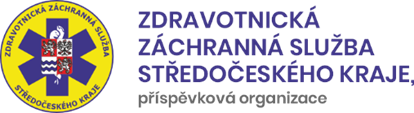 ZDRAVOTNICKÁ ZÁCHRANNÁ SLUŽBA
STŘEDOČESKÉHO KRAJE
ZDRAVOTNICKÁ
ZÁCHRANNÁ SLUŽBA
STŘEDOČESKÉHO KRAJE,
příspěvková organizace